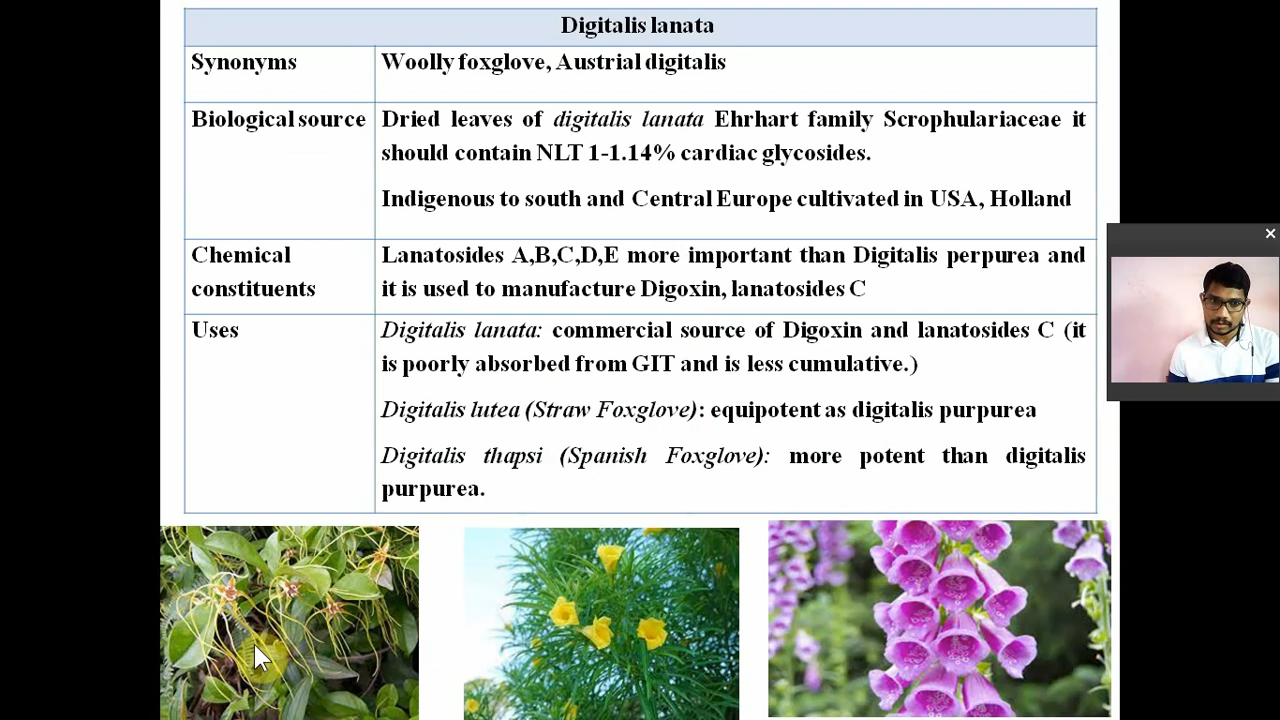 Digitalis lanata
Synonyms
Woolly foxglove, Austrial digitalis
Biological source
Dried leaves of digitalis lanata Ehrhart family Scrophulariaceae it
should contain NLT 1-1.14% cardiac glycosides.
Indigenous to south and Central Europe cultivated in USA, Holland
Chemical
constituents
Lanatosides A,B,C,D,E more important than Digitalis perpurea and
it is used to manufacture Digoxin, lanatosides C
Uses
Digitalis lanata: commercial source of Digoxin and lanatosides C (it
is poorly absorbed from GIT and is less cumulative.)
Digitalis lutea (Straw Foxglove): equipotent as digitalis purpurea
Digitalis thapsi (Spanish Foxglove): more potent than digitalis
purpurea.